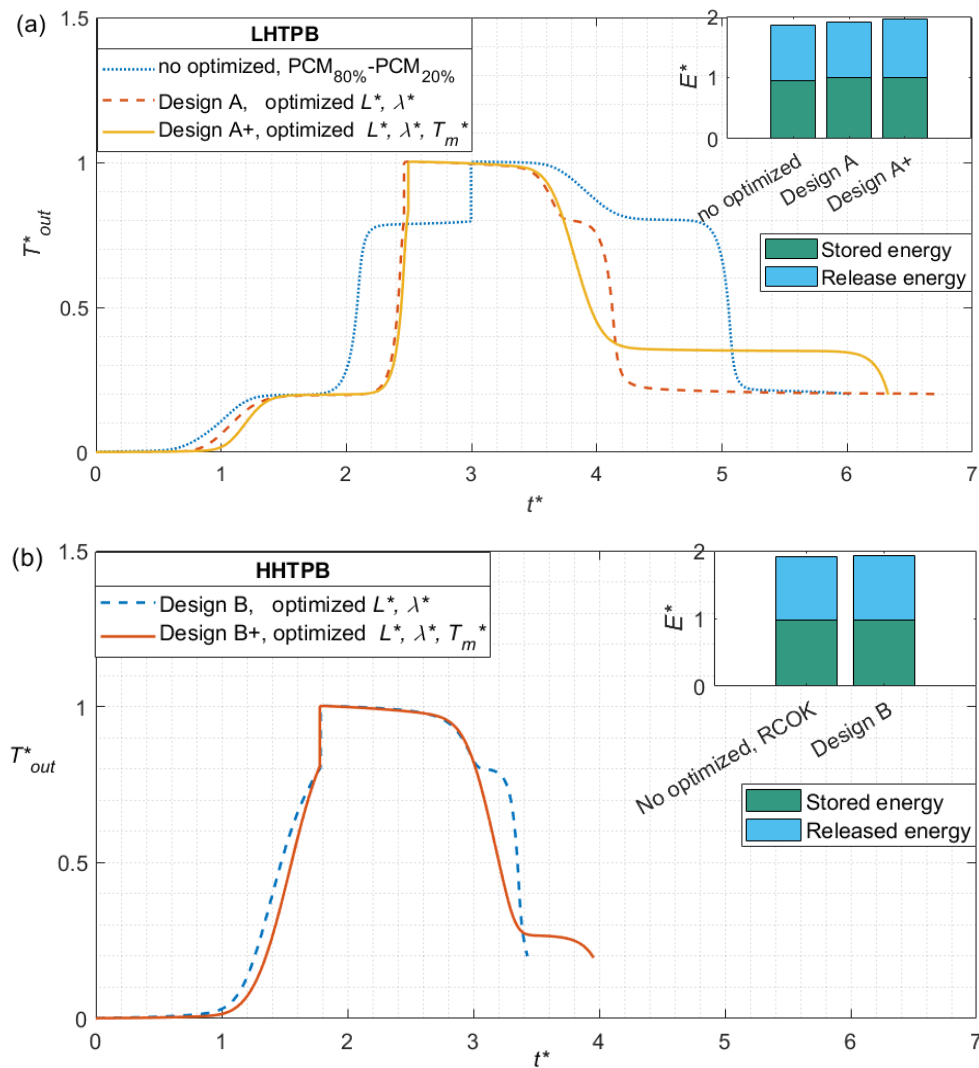 (a)
1.5
LHTPB
no optimized, PCM80%-PCM20%
Design A, optimized L*, λ*
Design A+, optimized L*, λ*, Tm*
1
0.5
0
T*out
0 1 2 3 4 5 6 7
t*
2
1
0
E*
no optimized
Design A
Design A+
Stored energy
Release energy
(b)
1.5
HHTPB
Design B, optimized L*, λ*
Design B+, optimized L*, λ*, Tm*
1
0.5
0
T*out
0 1 2 3 4 5 6 7
t*
2
1
0
E*
No optimized, RCOK
Design B
Stored energy
Released energy